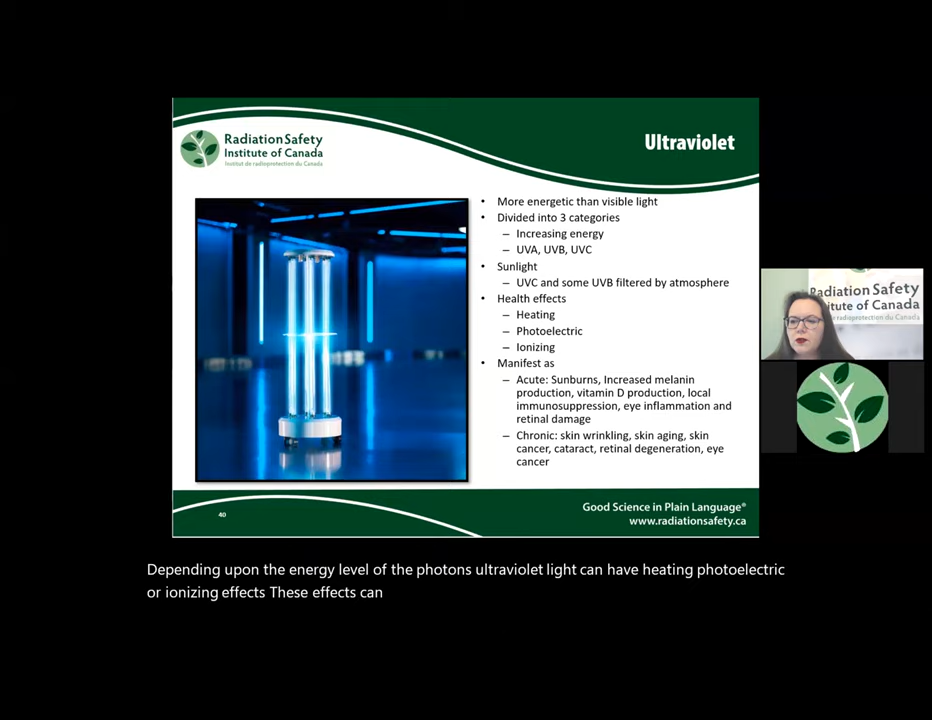 RadiationSafety
Institute of Canada
Institut de radioprotection du Canada
Ultraviolet
• More energetic than visible light
• Divided into 3 categories
– Increasing energy
– UVA, UVB, UVC
• Sunlight
– UVC and some UVB filtered by atmosphere
• Health effects
– Heating
– Photoelectric
– Ionizing
• Manifest as
– Acute: Sunburns, Increased melanin
production, vitamin D production, local
immunosuppression, eye inflammation and
retinal damage
– Chronic: skin wrinkling, skin aging, skin
cancer, cataract, retinal degeneration, eye
cancer
40
Good Science in Plain Language®
www.radiationsafety.ca
Radiation Safety
itute of Canada
de radioprotection du Canada
Depending upon the energy level of the photons ultraviolet light can have heating photoelectric
or ionizing effects These effects can